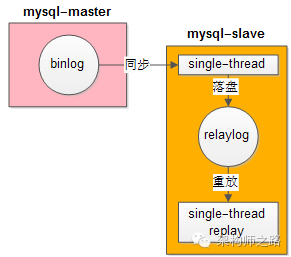 mysql-master
binlog
同步
mysql-slave
single-thread
落盘
relaylog
重放
single-thread
replay
架构师之路